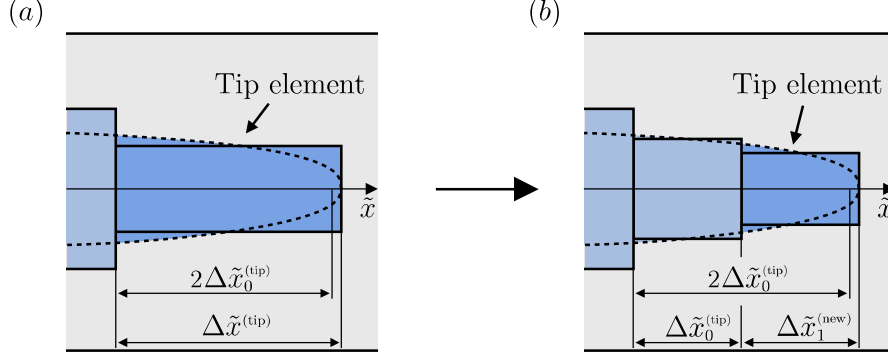 (a)
Tip element
x̃
2Δx̃₀⁽ᵗⁱᵖ⁾
Δx̃⁽ᵗⁱᵖ⁾
(b)
Tip element
x̃
2Δx̃₀⁽ᵗⁱᵖ⁾
Δx̃₀⁽ᵗⁱᵖ⁾ Δx̃₁⁽ⁿᵉʷ⁾